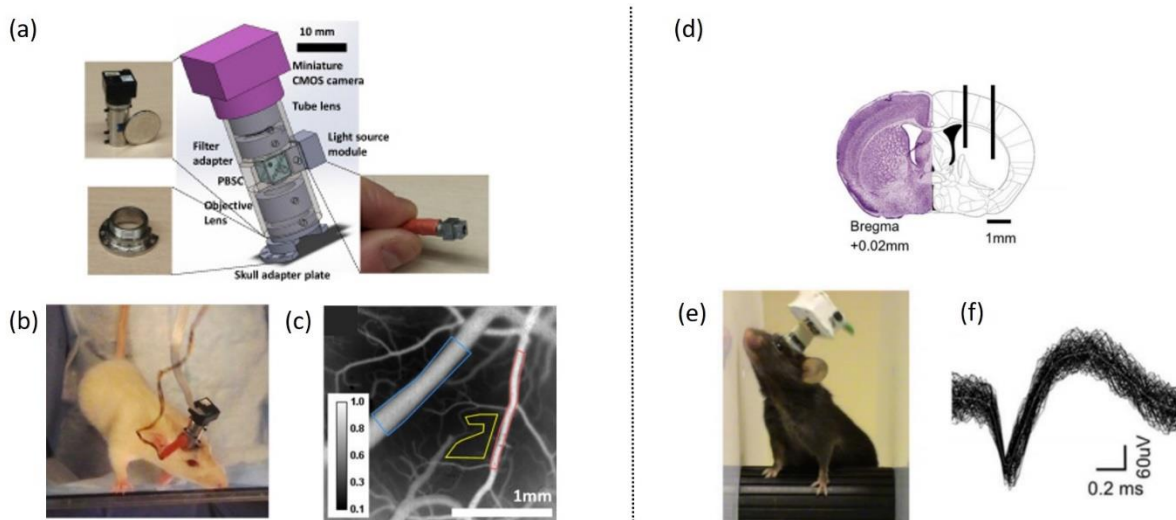 (a)
10 mm
Miniature
CMOS camera
Tube lens
Light source
module
Filter
adapter
PBSC
Objective
Lens
Skull adapter plate
(b)
(c)
1.0
0.9
0.6
0.3
0.1
1mm
(d)
Bregma
+0.02mm
1mm
(e)
(f)
60uV
0.2 ms